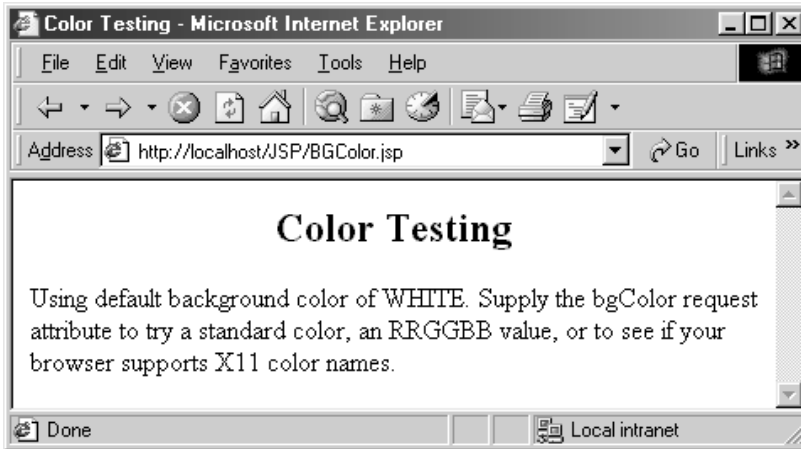 Color Testing - Microsoft Internet Explorer
File Edit View Favorites Tools Help
Address http://localhost/JSP/BGColor.jsp Go Links »
Color Testing
Using default background color of WHITE. Supply the bgColor request
attribute to try a standard color, an RRGGBB value, or to see if your
browser supports X11 color names.
Done Local intranet